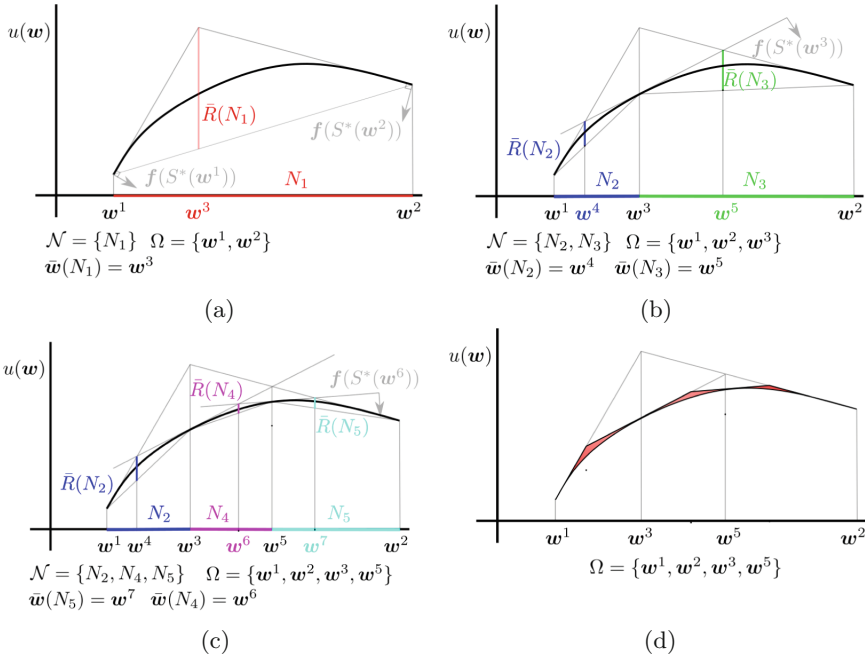 u(w)
R̄(N₁)
f(S*(w²))
f(S*(w¹))
N₁
w¹ w³ w²
𝒩 = {N₁} Ω = {w¹, w²}
w̄(N₁) = w³
(a)
u(w)
f(S*(w³))
R̄(N₃)
R̄(N₂)
N₂ N₃
w¹ w⁴ w³ w⁵ w²
𝒩 = {N₂, N₃} Ω = {w¹, w², w³}
w̄(N₂) = w⁴ w̄(N₃) = w⁵
(b)
u(w)
f(S*(w⁶))
R̄(N₄)
R̄(N₅)
R̄(N₂)
N₂ N₄ N₅
w¹ w⁴ w³ w⁶ w⁵ w⁷ w²
𝒩 = {N₂, N₄, N₅} Ω = {w¹, w², w³, w⁵}
w̄(N₅) = w⁷ w̄(N₄) = w⁶
(c)
u(w)
w¹ w³ w⁵ w²
Ω = {w¹, w², w³, w⁵}
(d)